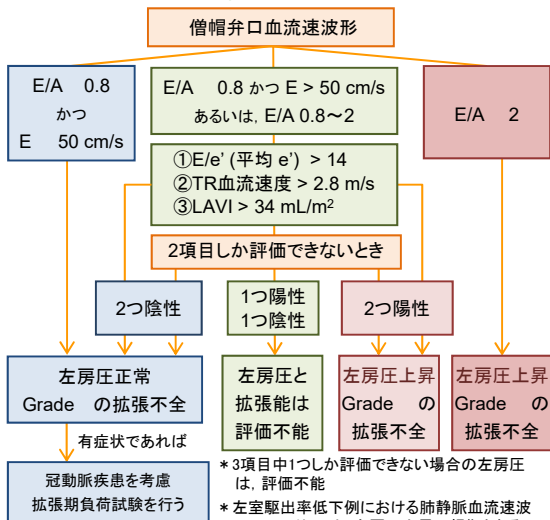 僧帽弁口血流速波形
E/A 0.8
かつ
E 50 cm/s
E/A 0.8 かつ E > 50 cm/s
あるいは, E/A 0.8～2
E/A 2
①E/e' (平均 e') > 14
②TR血流速度 > 2.8 m/s
③LAVI > 34 mL/m²
2項目しか評価できないとき
2つ陰性
1つ陽性
1つ陰性
2つ陽性
左房圧正常
Grade の拡張不全
左房圧と
拡張能は
評価不能
左房圧上昇
Grade の
拡張不全
左房圧上昇
Grade の
拡張不全
有症状であれば
冠動脈疾患を考慮
拡張期負荷試験を行う
＊3項目中1つしか評価できない場合の左房圧
は, 評価不能
＊左室駆出率低下例における肺静脈血流速波